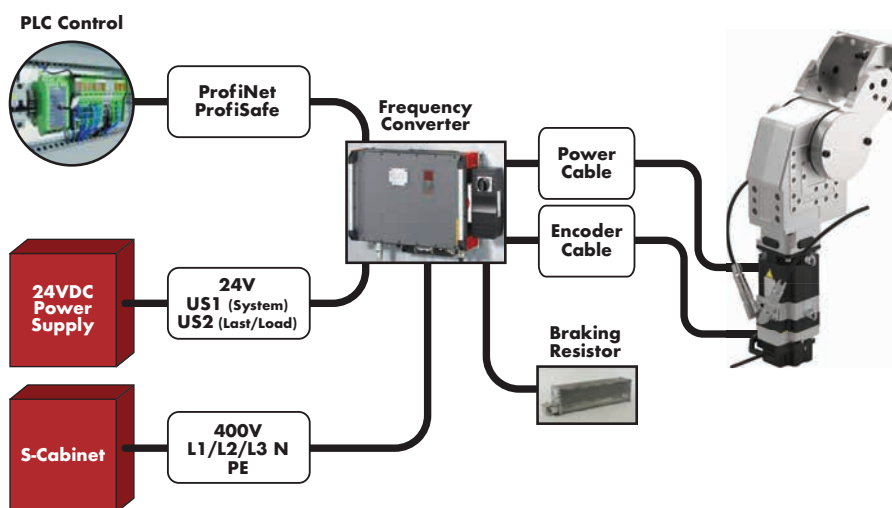 PLC Control
ProfiNet
ProfiSafe
Frequency
Converter
Power
Cable
Encoder
Cable
24VDC
Power
Supply
24V
US1 (System)
US2 (Last/Load)
Braking
Resistor
S-Cabinet
400V
L1/L2/L3 N
PE